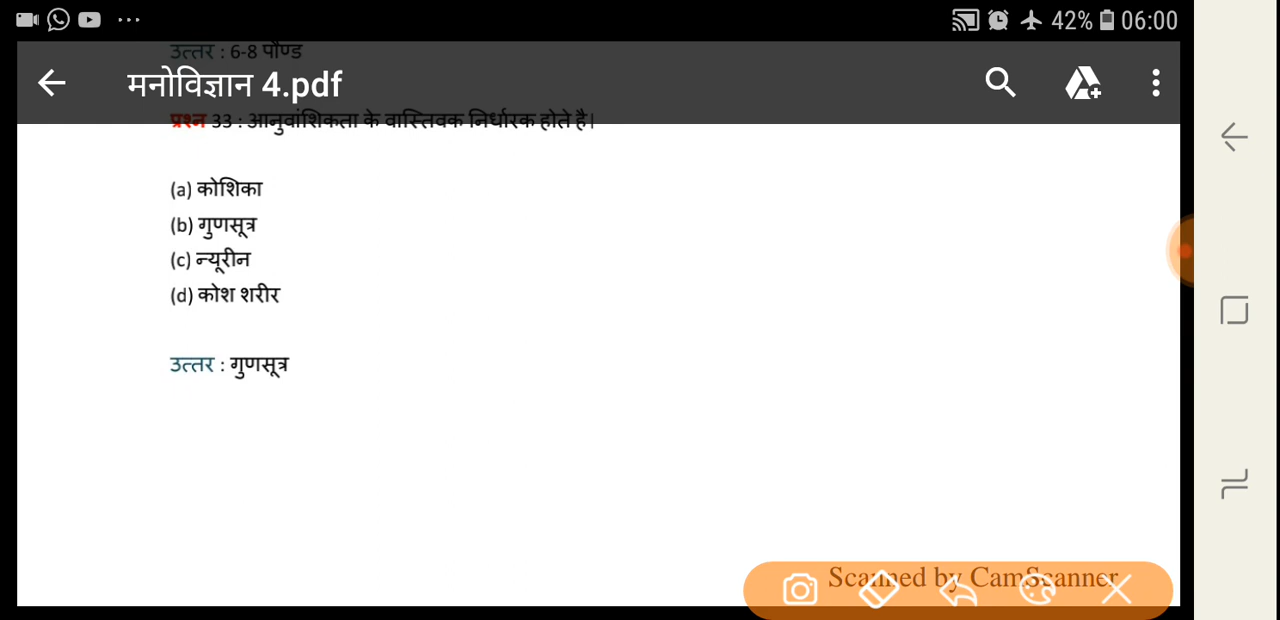 42% 06:00
उत्तर : 6-8 पौण्ड
मनोविज्ञान 4.pdf
प्रश्न 33 : आनुवांशिकता के वास्तिवक निर्धारक होते है।
(a) कोशिका
(b) गुणसूत्र
(c) न्यूरीन
(d) कोश शरीर
उत्तर : गुणसूत्र
Scanned by CamScanner